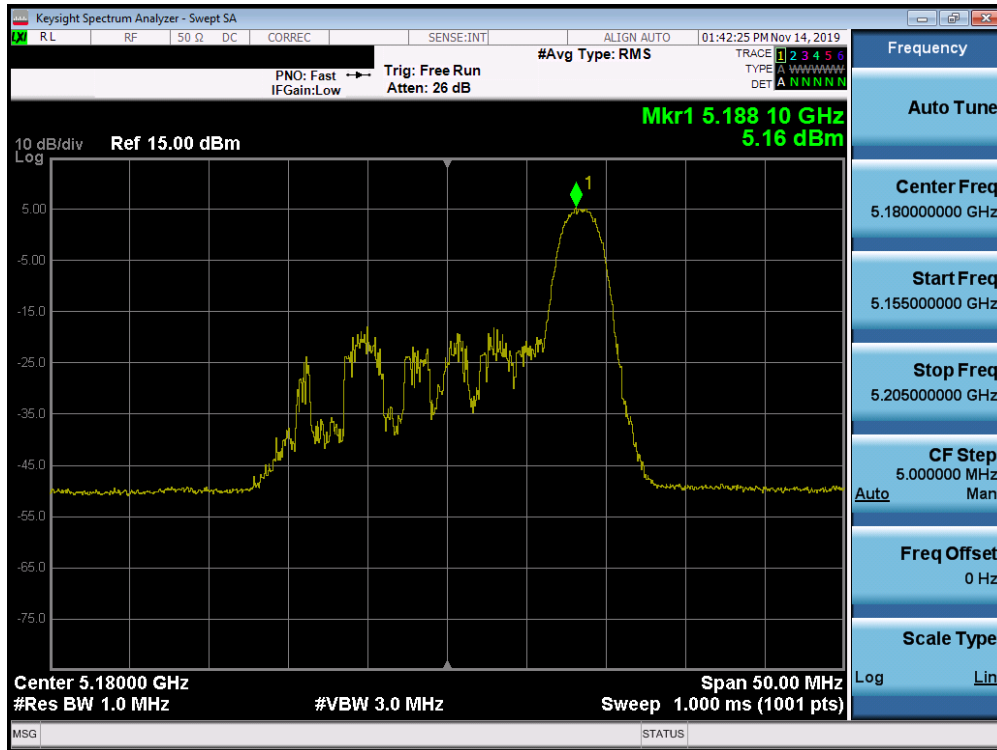 Keysight Spectrum Analyzer - Swept SA
LXI RL RF 50 Ω DC CORREC SENSE:INT ALIGN AUTO 01:42:25 PM Nov 14, 2019
#Avg Type: RMS
TRACE 1 2 3 4 5 6
TYPE A WWWWW
DET A N N N N N
PNO: Fast
IFGain:Low
Trig: Free Run
Atten: 26 dB
Mkr1 5.188 10 GHz
5.16 dBm
10 dB/div Ref 15.00 dBm
Log
1
5.00
-5.00
-15.0
-25.0
-35.0
-45.0
-55.0
-65.0
-75.0
Center 5.18000 GHz Span 50.00 MHz
#Res BW 1.0 MHz #VBW 3.0 MHz Sweep 1.000 ms (1001 pts)
MSG STATUS
Frequency
Auto Tune
Center Freq
5.180000000 GHz
Start Freq
5.155000000 GHz
Stop Freq
5.205000000 GHz
CF Step
5.000000 MHz
Auto Man
Freq Offset
0 Hz
Scale Type
Log Lin